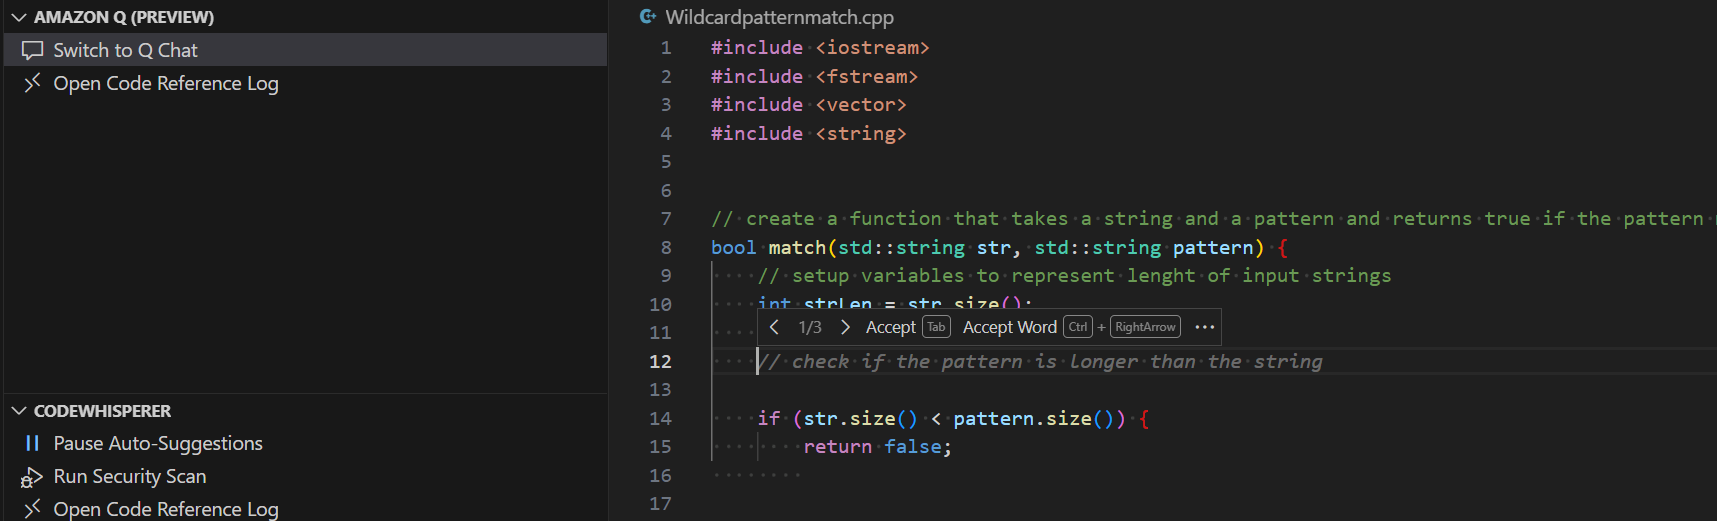 AMAZON Q (PREVIEW)
Switch to Q Chat
Open Code Reference Log
CODEWHISPERER
Pause Auto-Suggestions
Run Security Scan
Open Code Reference Log
Wildcardpatternmatch.cpp
1 #include <iostream>
2 #include <fstream>
3 #include <vector>
4 #include <string>
5
6
7 // create a function that takes a string and a pattern and returns true if the pattern
8 bool match(std::string str, std::string pattern) {
9 // setup variables to represent lenght of input strings
10 int strLen = str.size();
11
1/3 Accept Tab Accept Word Ctrl + RightArrow ...
12 // check if the pattern is longer than the string
13
14 if (str.size() < pattern.size()) {
15 return false;
16
17